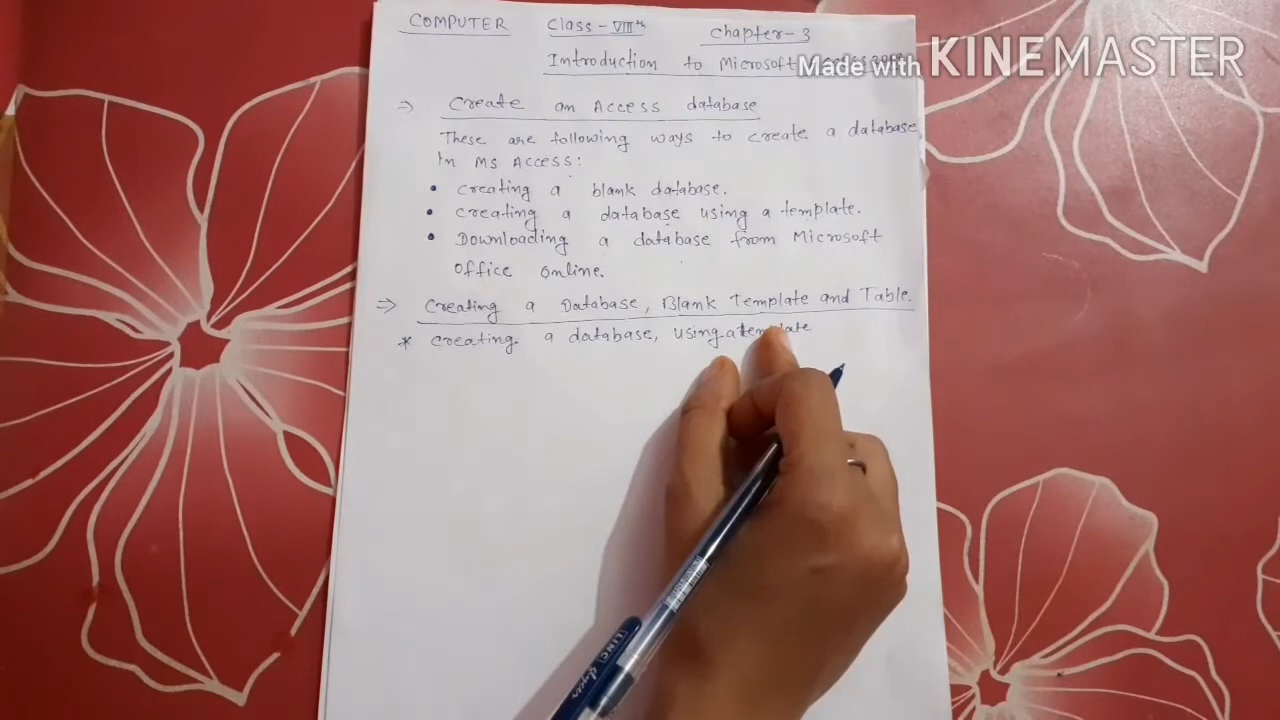 COMPUTER Class - VIIIth Chapter - 3
Introduction to Microsoft
Made with KINEMASTER
⇒ Create an Access database
These are following ways to create a database
In MS Access:
• Creating a blank database.
• Creating a database using a template.
• Downloading a database from Microsoft
Office Online.
⇒ Creating a Database, Blank Template and Table.
* Creating a database, using a template
LINC